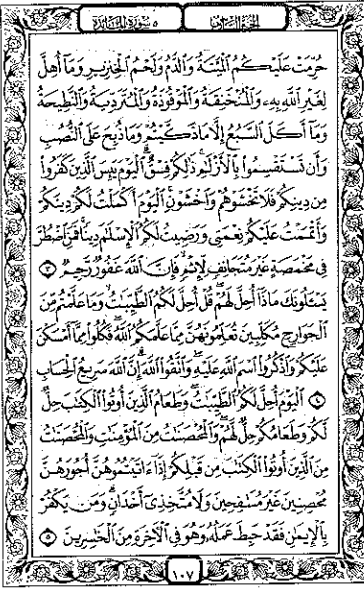 الجزء السادس
٥ سورة المائدة
حُرِّمَتْ عَلَيْكُمُ ٱلْمَيْتَةُ وَٱلدَّمُ وَلَحْمُ ٱلْخِنزِيرِ وَمَآ أُهِلَّ
لِغَيْرِ ٱللَّهِ بِهِۦ وَٱلْمُنْخَنِقَةُ وَٱلْمَوْقُوذَةُ وَٱلْمُتَرَدِّيَةُ وَٱلنَّطِيحَةُ
وَمَآ أَكَلَ ٱلسَّبُعُ إِلَّا مَا ذَكَّيْتُمْ وَمَا ذُبِحَ عَلَى ٱلنُّصُبِ
وَأَن تَسْتَقْسِمُوا۟ بِٱلْأَزْلَٰمِ ۚ ذَٰلِكُمْ فِسْقٌ ۗ ٱلْيَوْمَ يَئِسَ ٱلَّذِينَ كَفَرُوا۟
مِن دِينِكُمْ فَلَا تَخْشَوْهُمْ وَٱخْشَوْنِ ۚ ٱلْيَوْمَ أَكْمَلْتُ لَكُمْ دِينَكُمْ
وَأَتْمَمْتُ عَلَيْكُمْ نِعْمَتِى وَرَضِيتُ لَكُمُ ٱلْإِسْلَٰمَ دِينًا ۚ فَمَنِ ٱضْطُرَّ
فِى مَخْمَصَةٍ غَيْرَ مُتَجَانِفٍ لِّإِثْمٍ ۙ فَإِنَّ ٱللَّهَ غَفُورٌ رَّحِيمٌ ٣
يَسْـَٔلُونَكَ مَاذَآ أُحِلَّ لَهُمْ ۖ قُلْ أُحِلَّ لَكُمُ ٱلطَّيِّبَٰتُ ۙ وَمَا عَلَّمْتُم مِّنَ
ٱلْجَوَارِحِ مُكَلِّبِينَ تُعَلِّمُونَهُنَّ مِمَّا عَلَّمَكُمُ ٱللَّهُ ۖ فَكُلُوا۟ مِمَّآ أَمْسَكْنَ
عَلَيْكُمْ وَٱذْكُرُوا۟ ٱسْمَ ٱللَّهِ عَلَيْهِ ۖ وَٱتَّقُوا۟ ٱللَّهَ ۚ إِنَّ ٱللَّهَ سَرِيعُ ٱلْحِسَابِ
٤ ٱلْيَوْمَ أُحِلَّ لَكُمُ ٱلطَّيِّبَٰتُ ۖ وَطَعَامُ ٱلَّذِينَ أُوتُوا۟ ٱلْكِتَٰبَ حِلٌّ
لَّكُمْ وَطَعَامُكُمْ حِلٌّ لَّهُمْ ۖ وَٱلْمُحْصَنَٰتُ مِنَ ٱلْمُؤْمِنَٰتِ وَٱلْمُحْصَنَٰتُ
مِنَ ٱلَّذِينَ أُوتُوا۟ ٱلْكِتَٰبَ مِن قَبْلِكُمْ إِذَآ ءَاتَيْتُمُوهُنَّ أُجُورَهُنَّ
مُحْصِنِينَ غَيْرَ مُسَٰفِحِينَ وَلَا مُتَّخِذِىٓ أَخْدَانٍ ۗ وَمَن يَكْفُرْ
بِٱلْإِيمَٰنِ فَقَدْ حَبِطَ عَمَلُهُۥ وَهُوَ فِى ٱلْأَخِرَةِ مِنَ ٱلْخَٰسِرِينَ ٥
١٠٧